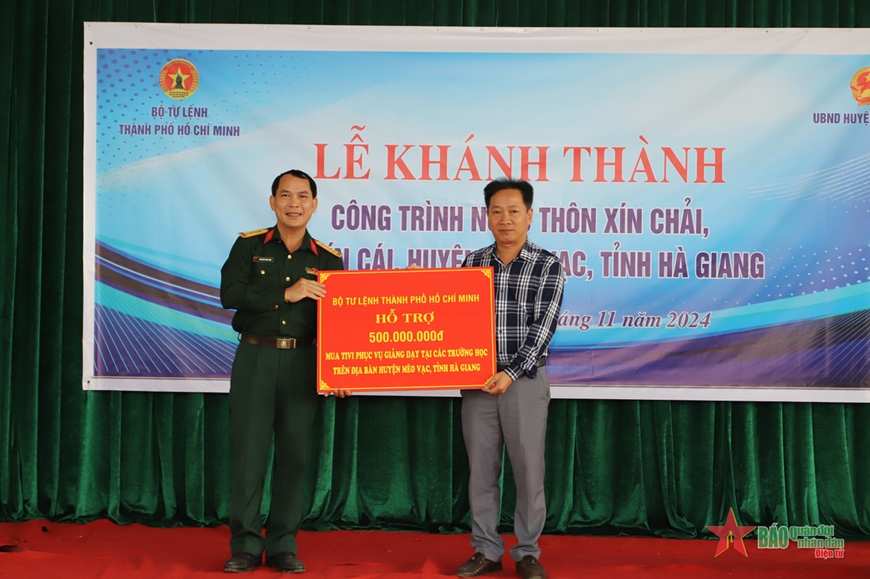 BỘ TƯ LỆNH
THÀNH PHỐ HỒ CHÍ MINH
UBND HUYỆN
LỄ KHÁNH THÀNH
CÔNG TRÌNH THÔN XÍN CHẢI,
CÁI, HUYỆN VẠC, TỈNH HÀ GIANG
11 năm 2024
BỘ TƯ LỆNH THÀNH PHỐ HỒ CHÍ MINH
HỖ TRỢ
500.000.000đ
MUA TIVI PHỤC VỤ GIẢNG DẠY TẠI CÁC TRƯỜNG HỌC
TRÊN ĐỊA BÀN HUYỆN MÈO VẠC, TỈNH HÀ GIANG
BÁO quân đội
nhân dân
Điện tử